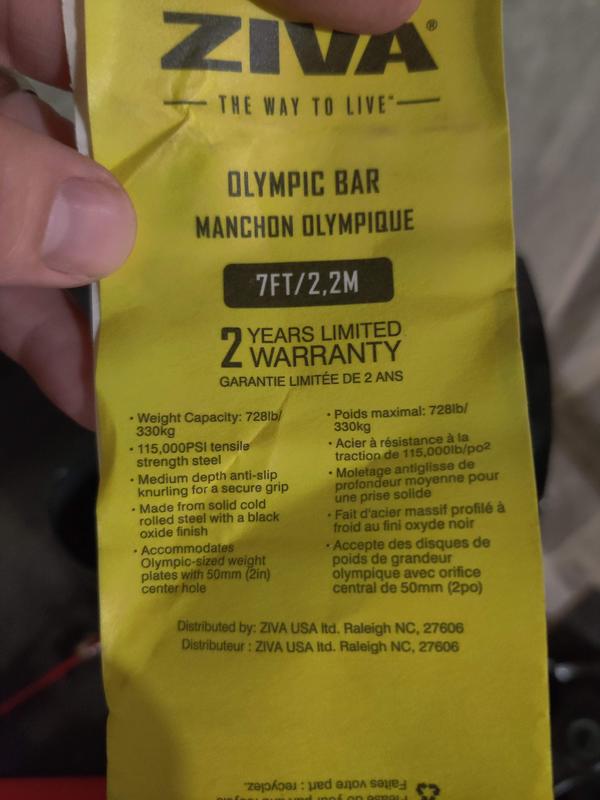 ZIVA®
THE WAY TO LIVE™
OLYMPIC BAR
MANCHON OLYMPIQUE
7FT/2,2M
2 YEARS LIMITED
WARRANTY
GARANTIE LIMITÉE DE 2 ANS
• Weight Capacity: 728lb/
330kg
• 115,000PSI tensile
strength steel
• Medium depth anti-slip
knurling for a secure grip
• Made from solid cold
rolled steel with a black
oxide finish
• Accommodates
Olympic-sized weight
plates with 50mm (2in)
center hole
• Poids maximal: 728lb/
330kg
• Acier à résistance à la
traction de 115,000lb/po²
• Moletage antiglisse de
profondeur moyenne pour
une prise solide
• Fait d'acier massif profilé à
froid au fini oxyde noir
• Accepte des disques de
poids de grandeur
olympique avec orifice
central de 50mm (2po)
Distributed by: ZIVA USA ltd. Raleigh NC, 27606
Distributeur : ZIVA USA ltd. Raleigh NC, 27606
Please do your part and recycle
Faites votre part : recyclez.